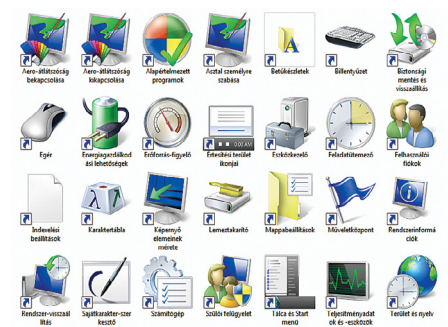 Aero-átlátszóság Aero-átlátszóság Alapértelmezett Asztal személyre Betűkészletek Billentyűzet Biztonsági
bekapcsolása kikapcsolása programok szabása mentés és
visszaállítás
Egér Energiagazdálkod Erőforrás-figyelő Értesítési terület Eszközkezelő Feladatütemező Felhasználói
ási lehetőségek ikonjai fiókok
Indexelési Karaktertábla Képernyő Lemeztakarító Mappabeállítások Műveletközpont Rendszerinformá
beállítások elemeinek ciók
mérete
Rendszer-visszaál Sajátkarakter-szer Számítógép Szülői felügyelet Tálca és Start Teljesítményadat Terület és nyelv
lítás kesztő menü ok és -eszközök